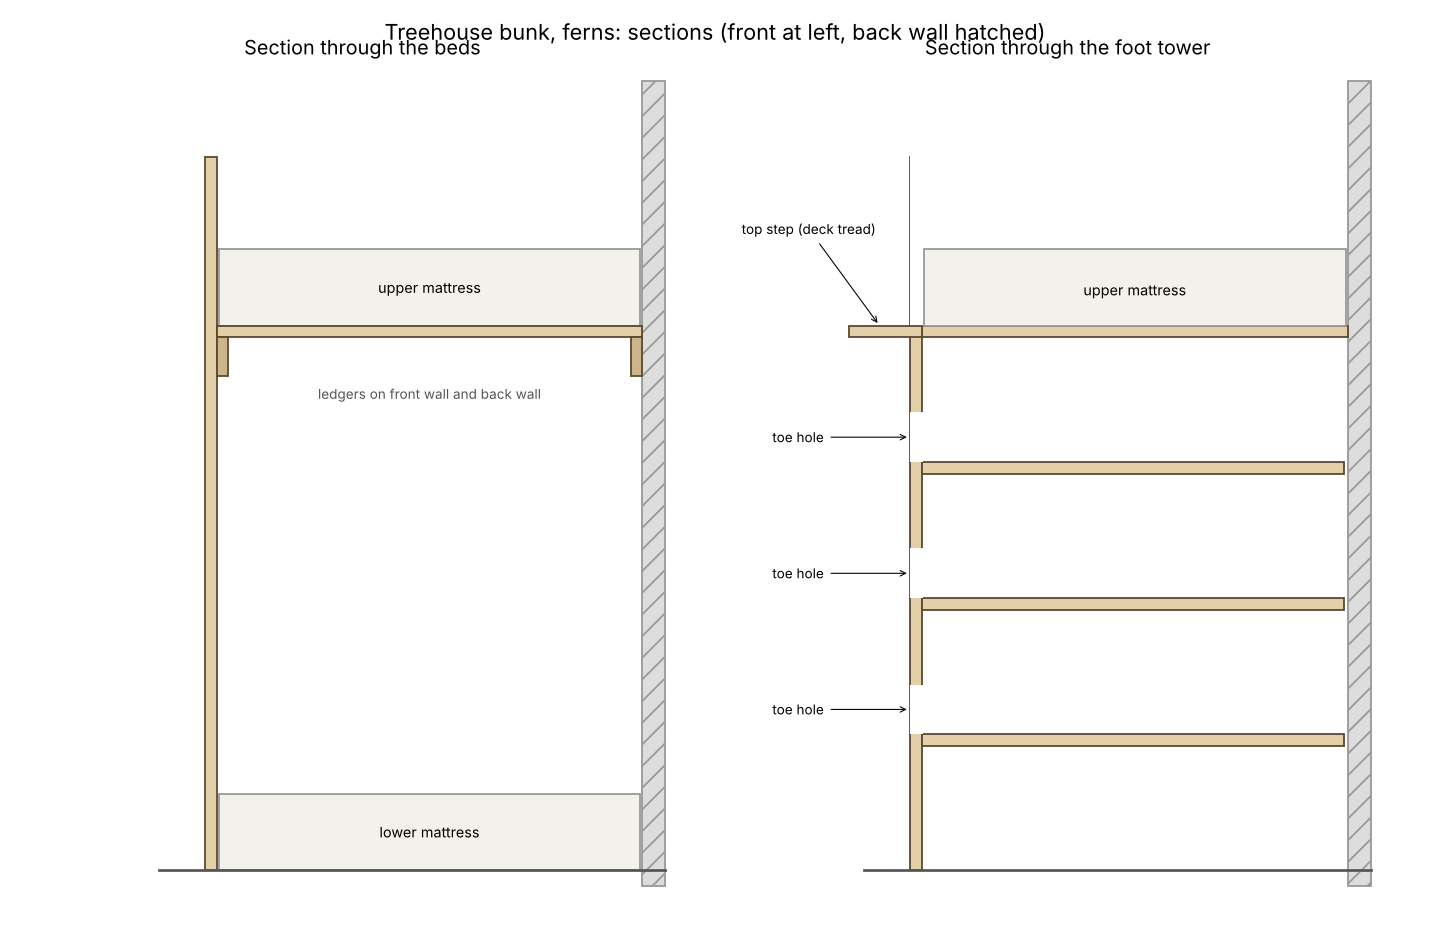 Treehouse bunk, ferns: sections (front at left, back wall hatched)
Section through the beds
Section through the foot tower
upper mattress
ledgers on front wall and back wall
lower mattress
top step (deck tread)
upper mattress
toe hole
toe hole
toe hole